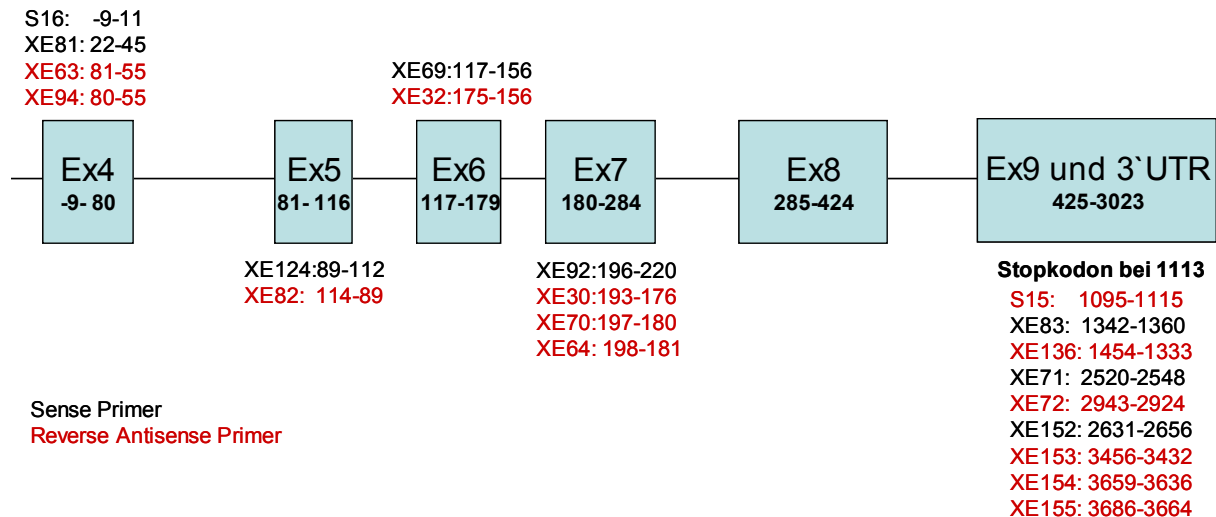 S16: -9-11
XE81: 22-45
XE63: 81-55
XE94: 80-55
XE69:117-156
XE32:175-156
Ex4
-9- 80
Ex5
81- 116
Ex6
117-179
Ex7
180-284
Ex8
285-424
Ex9 und 3`UTR
425-3023
XE124:89-112
XE82: 114-89
XE92:196-220
XE30:193-176
XE70:197-180
XE64: 198-181
Stopkodon bei 1113
S15: 1095-1115
XE83: 1342-1360
XE136: 1454-1333
XE71: 2520-2548
XE72: 2943-2924
XE152: 2631-2656
XE153: 3456-3432
XE154: 3659-3636
XE155: 3686-3664
Sense Primer
Reverse Antisense Primer